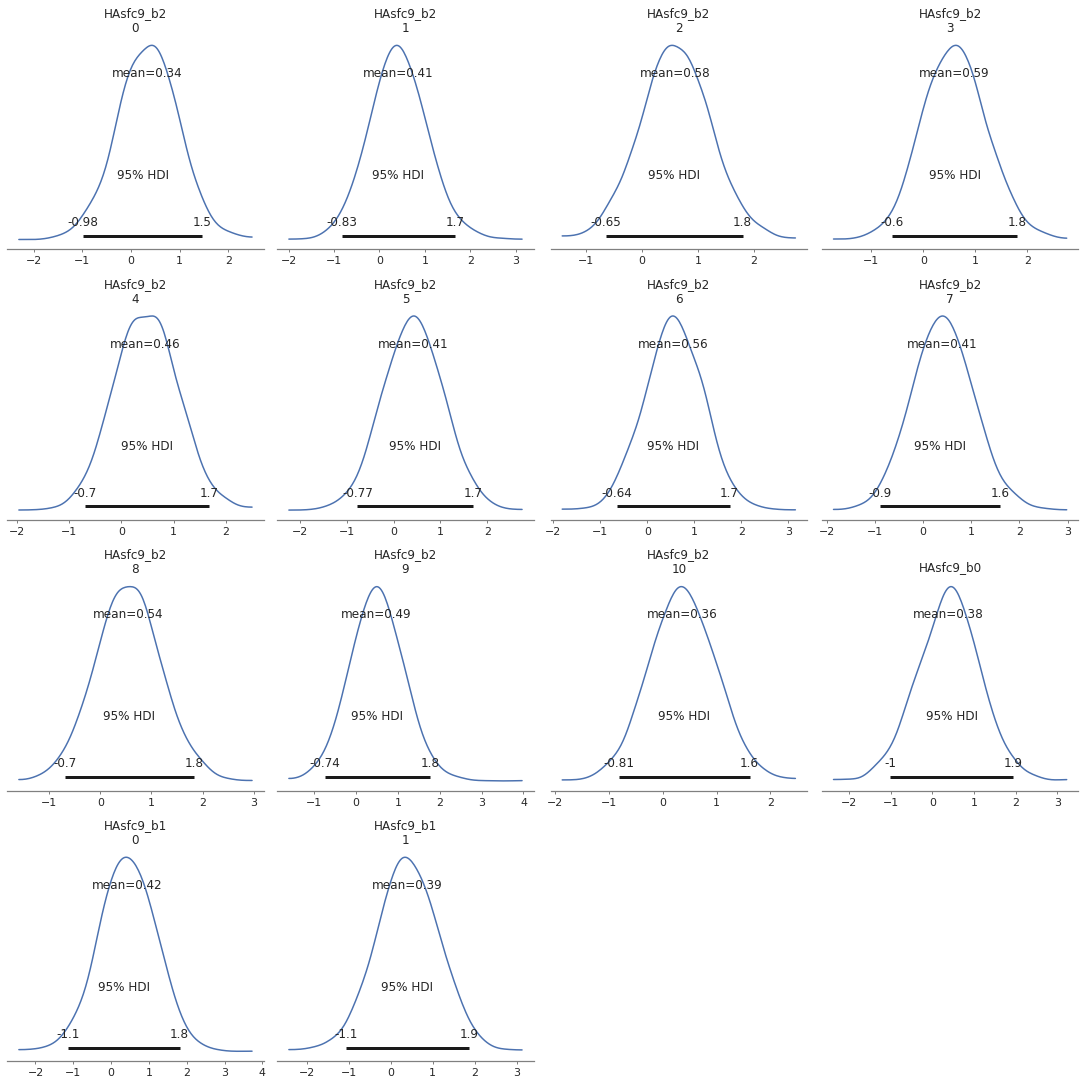 HAsfc9_b2 HAsfc9_b2 HAsfc9_b2 HAsfc9_b2
0 1 2 3
mean=0.34 mean=0.41 mean=0.58 mean=0.59
95% HDI 95% HDI 95% HDI 95% HDI
-0.98 1.5 -0.83 1.7 -0.65 1.8 -0.6 1.8
−2 −1 0 1 2 −2 −1 0 1 2 3 −1 0 1 2 −1 0 1 2
HAsfc9_b2 HAsfc9_b2 HAsfc9_b2 HAsfc9_b2
4 5 6 7
mean=0.46 mean=0.41 mean=0.56 mean=0.41
95% HDI 95% HDI 95% HDI 95% HDI
-0.7 1.7 -0.77 1.7 -0.64 1.7 -0.9 1.6
−2 −1 0 1 2 −2 −1 0 1 2 −2 −1 0 1 2 3 −2 −1 0 1 2 3
HAsfc9_b2 HAsfc9_b2 HAsfc9_b2
8 9 10 HAsfc9_b0
mean=0.54 mean=0.49 mean=0.36 mean=0.38
95% HDI 95% HDI 95% HDI 95% HDI
-0.7 1.8 -0.74 1.8 -0.81 1.6 -1 1.9
−1 0 1 2 3 −1 0 1 2 3 4 −2 −1 0 1 2 −2 −1 0 1 2 3
HAsfc9_b1 HAsfc9_b1
0 1
mean=0.42 mean=0.39
95% HDI 95% HDI
-1.1 1.8 -1.1 1.9
−2 −1 0 1 2 3 4 −2 −1 0 1 2 3